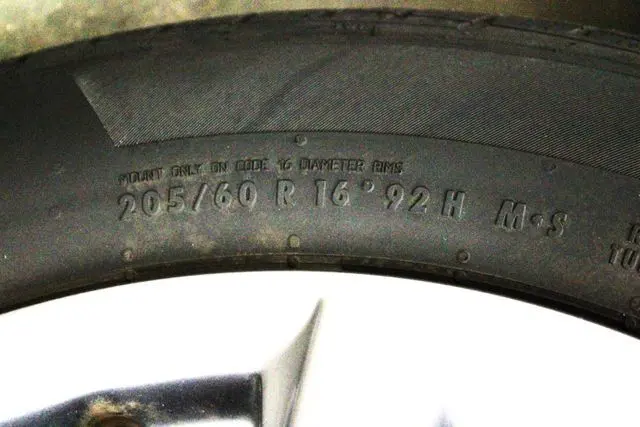 MOUNT ONLY ON CODE 16 DIAMETER RIMS
205/60 R 16 92 H M•S